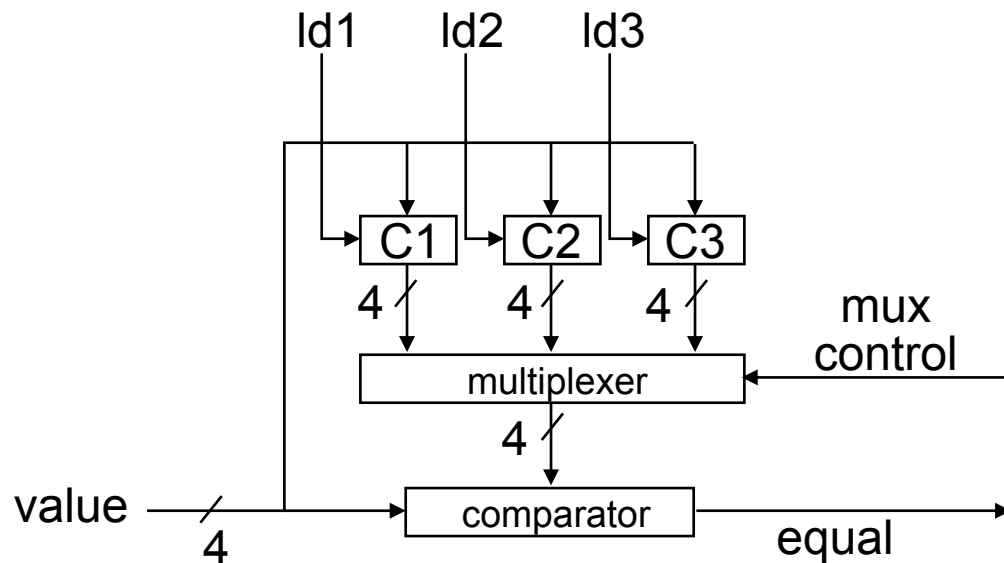 ld1 ld2 ld3
C1 C2 C3
4 4 4
mux
control
multiplexer
4
value
comparator
4
equal